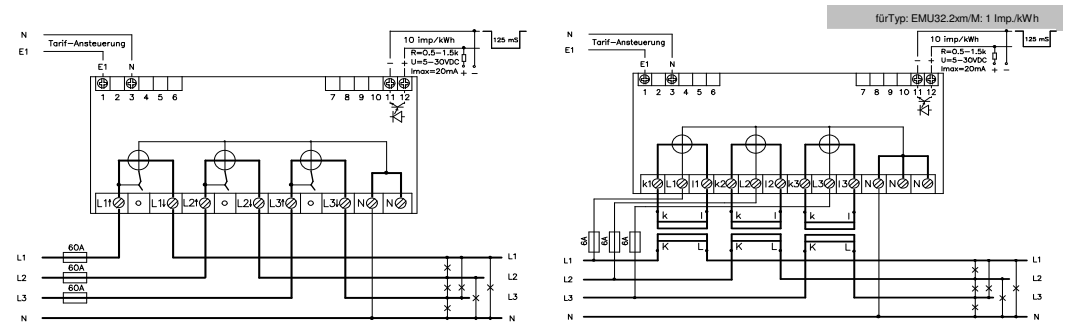 fürTyp: EMU32.2xm/M: 1 Imp./kWh
N
E1
Tarif-Ansteuerung
E1 N
10 imp/kWh
125 mS
R=0.5-1.5k
U=5-30VDC
Imax=20mA + −
− +
1 2 3 4 5 6
7 8 9 10 11 12
L1↑ o L1↓ L2↑ o L2↓ L3↑ o L3↓ N N
60A
L1 L1
60A
L2 L2
60A
L3 L3
N N
N
E1
Tarif-Ansteuerung
E1 N
10 imp/kWh
125 mS
R=0.5-1.5k
U=5-30VDC
Imax=20mA + −
− +
1 2 3 4 5 6
7 8 9 10 11 12
k1 L1 l1 k2 L2 l2 k3 L3 l3 N N N
k l k l k l
6A 6A 6A
K L K L K L
L1 L1
L2 L2
L3 L3
N N